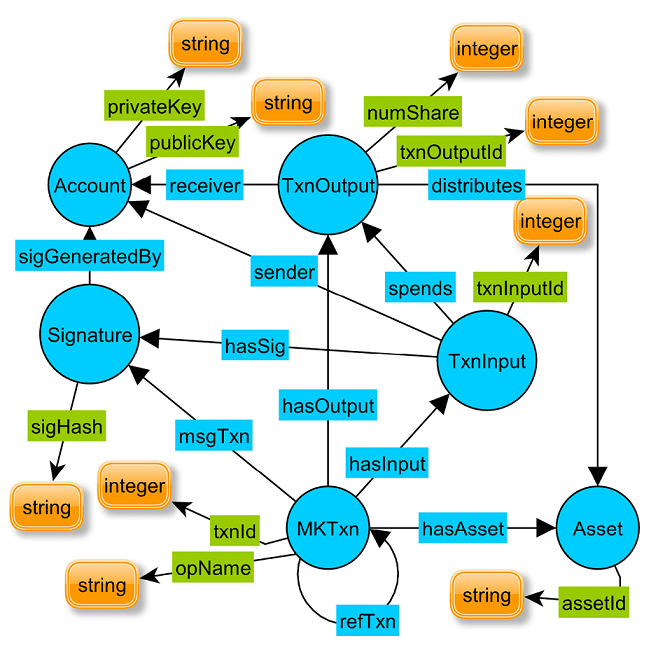 string
integer
privateKey
string
numShare
integer
publicKey
txnOutputId
Account
receiver
TxnOutput
distributes
integer
sigGeneratedBy
sender
spends
txnInputId
Signature
hasSig
TxnInput
hasOutput
sigHash
msgTxn
hasInput
integer
string
txnId
MKTxn
hasAsset
Asset
opName
string
string
assetId
refTxn